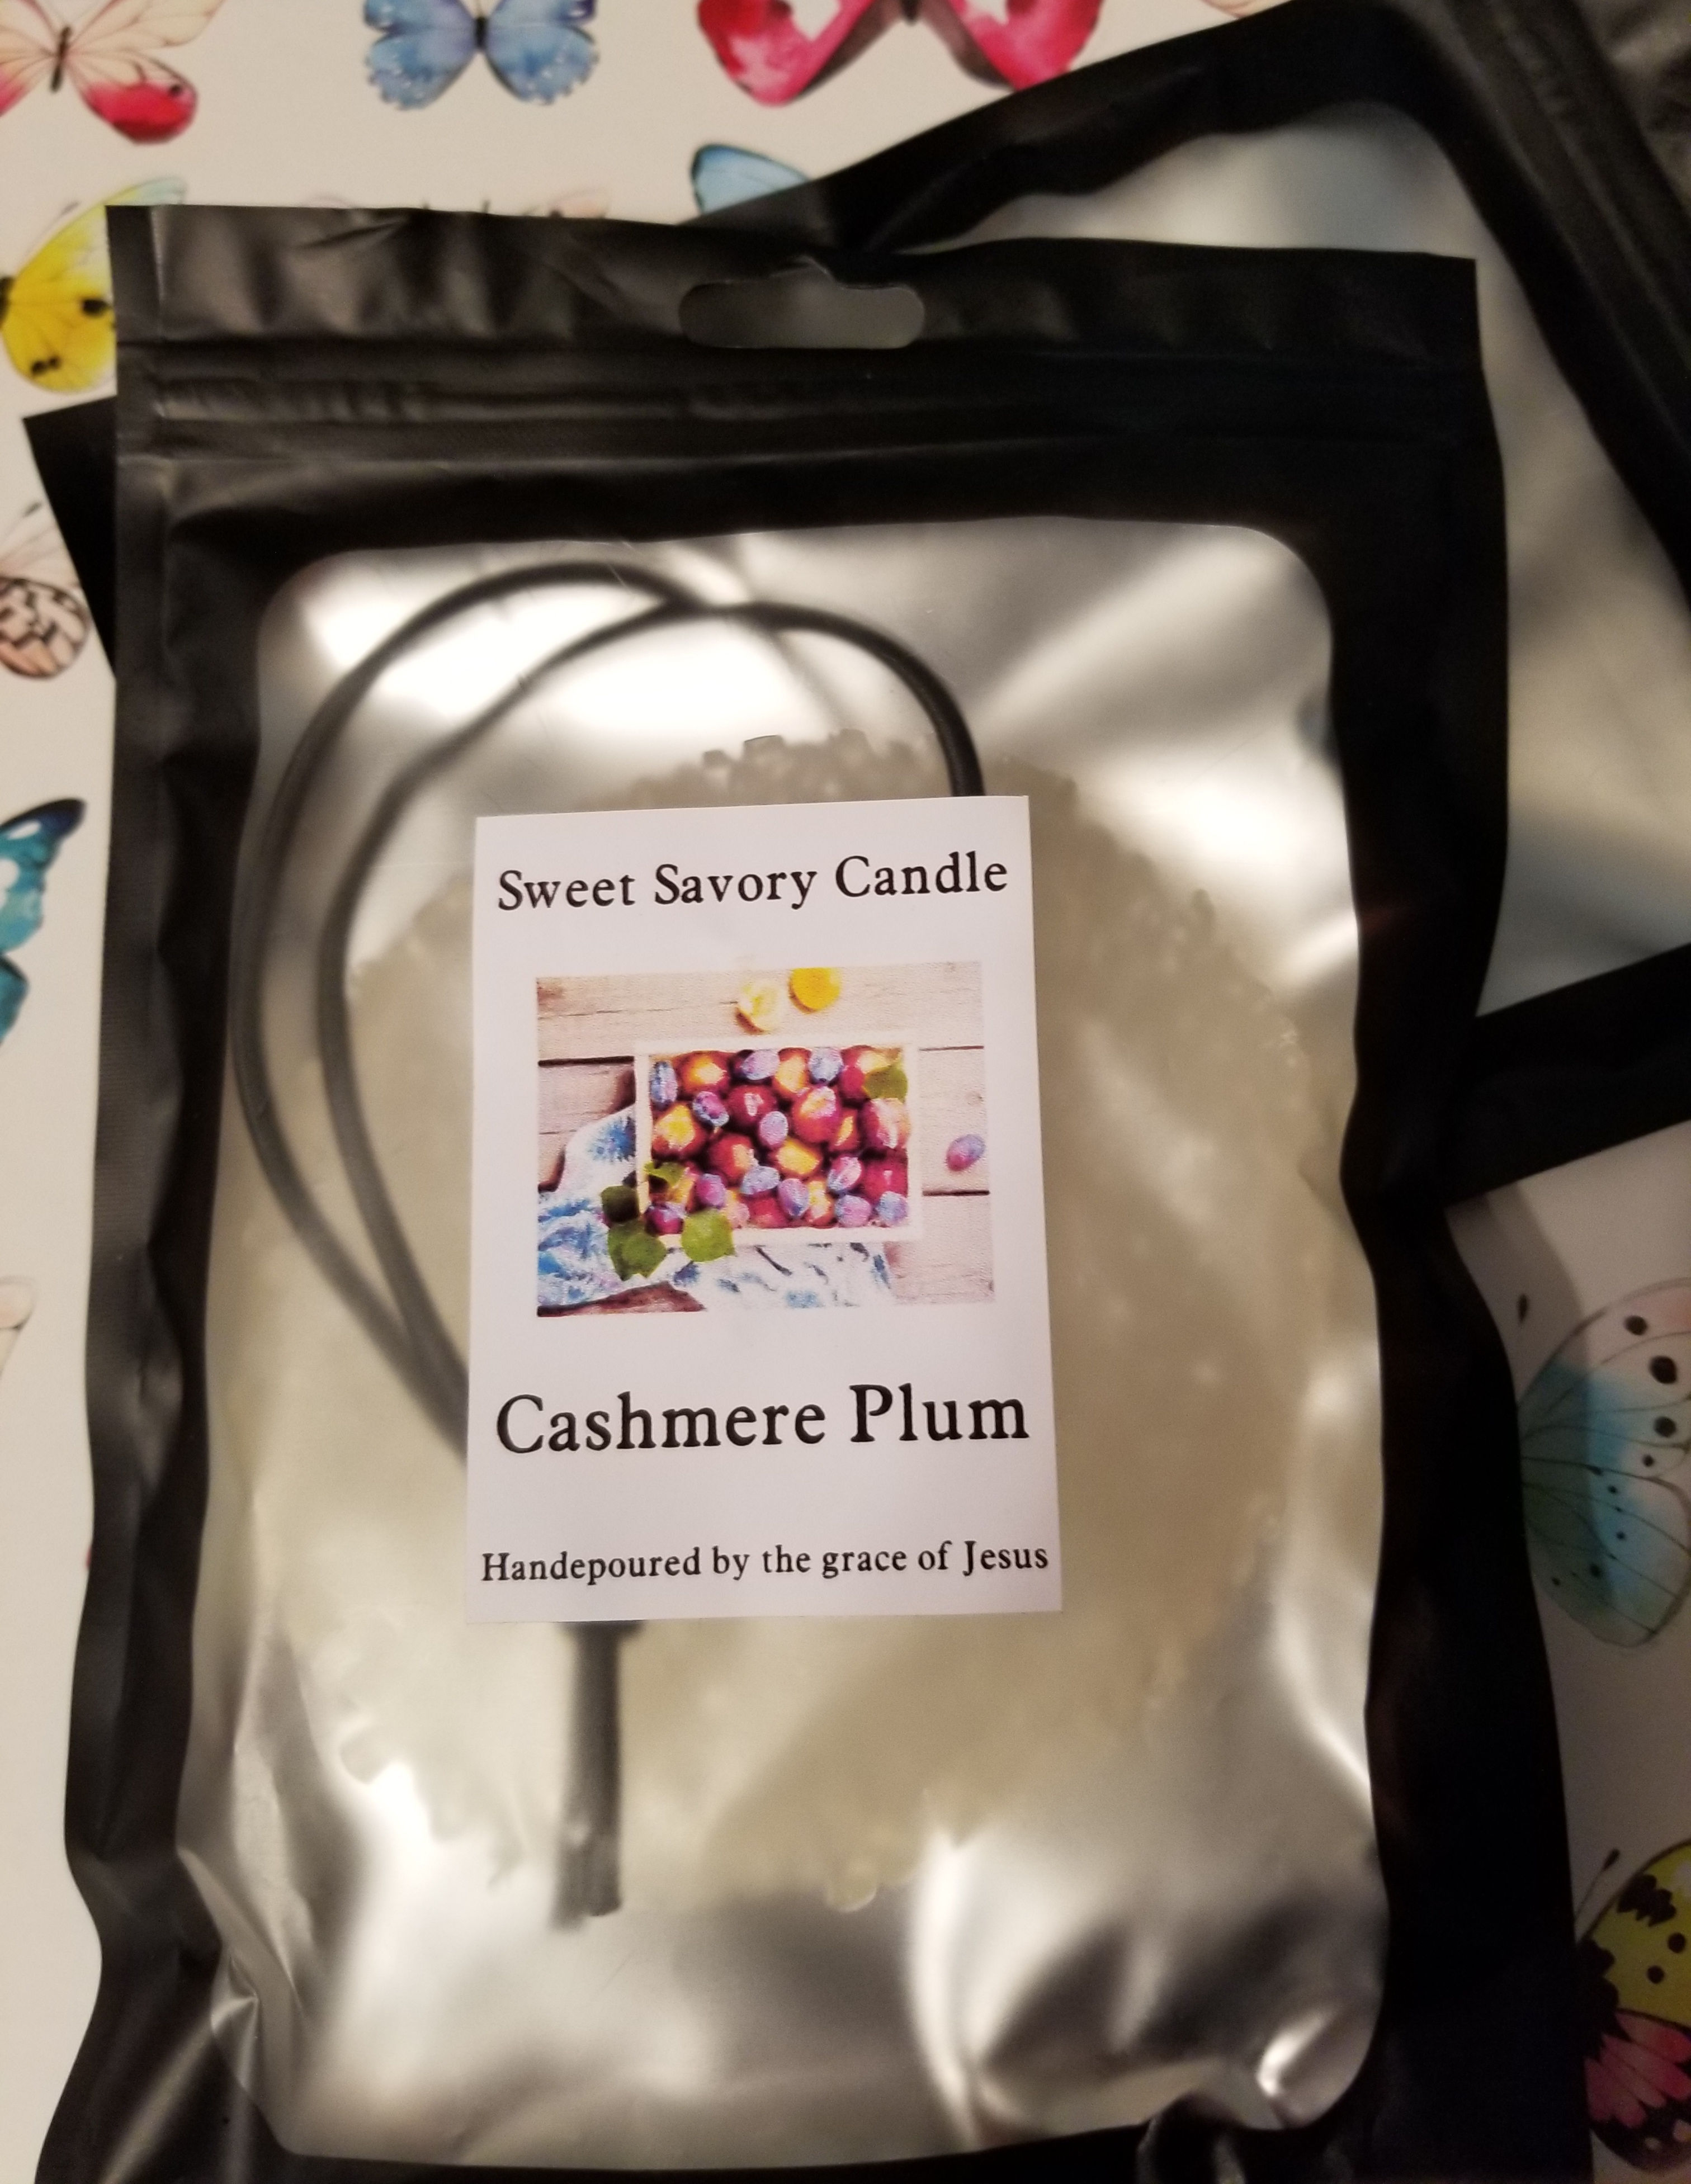 Sweet Savory Candle
Cashmere Plum
Handepoured by the grace of Jesus